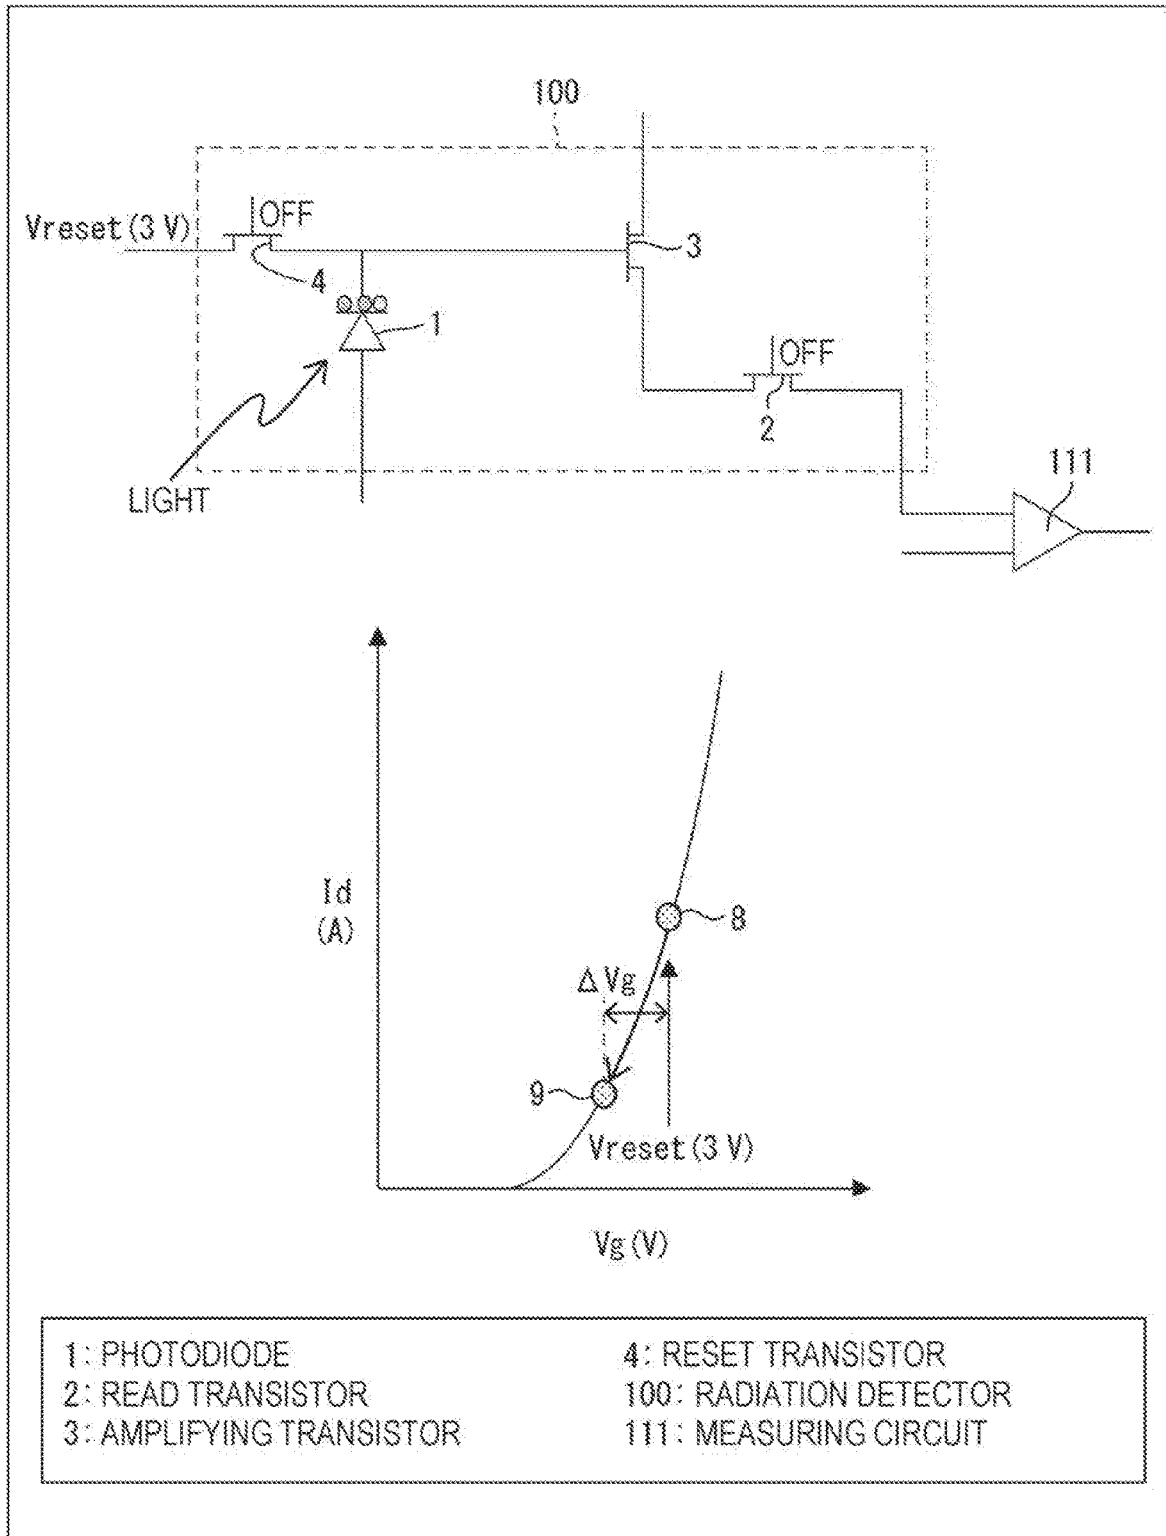 100
Vreset(3 V)
OFF
4
3
1
OFF
2
LIGHT
111
Id
(A)
8
ΔVg
9
Vreset(3 V)
Vg(V)
1: PHOTODIODE
2: READ TRANSISTOR
3: AMPLIFYING TRANSISTOR
4: RESET TRANSISTOR
100: RADIATION DETECTOR
111: MEASURING CIRCUIT